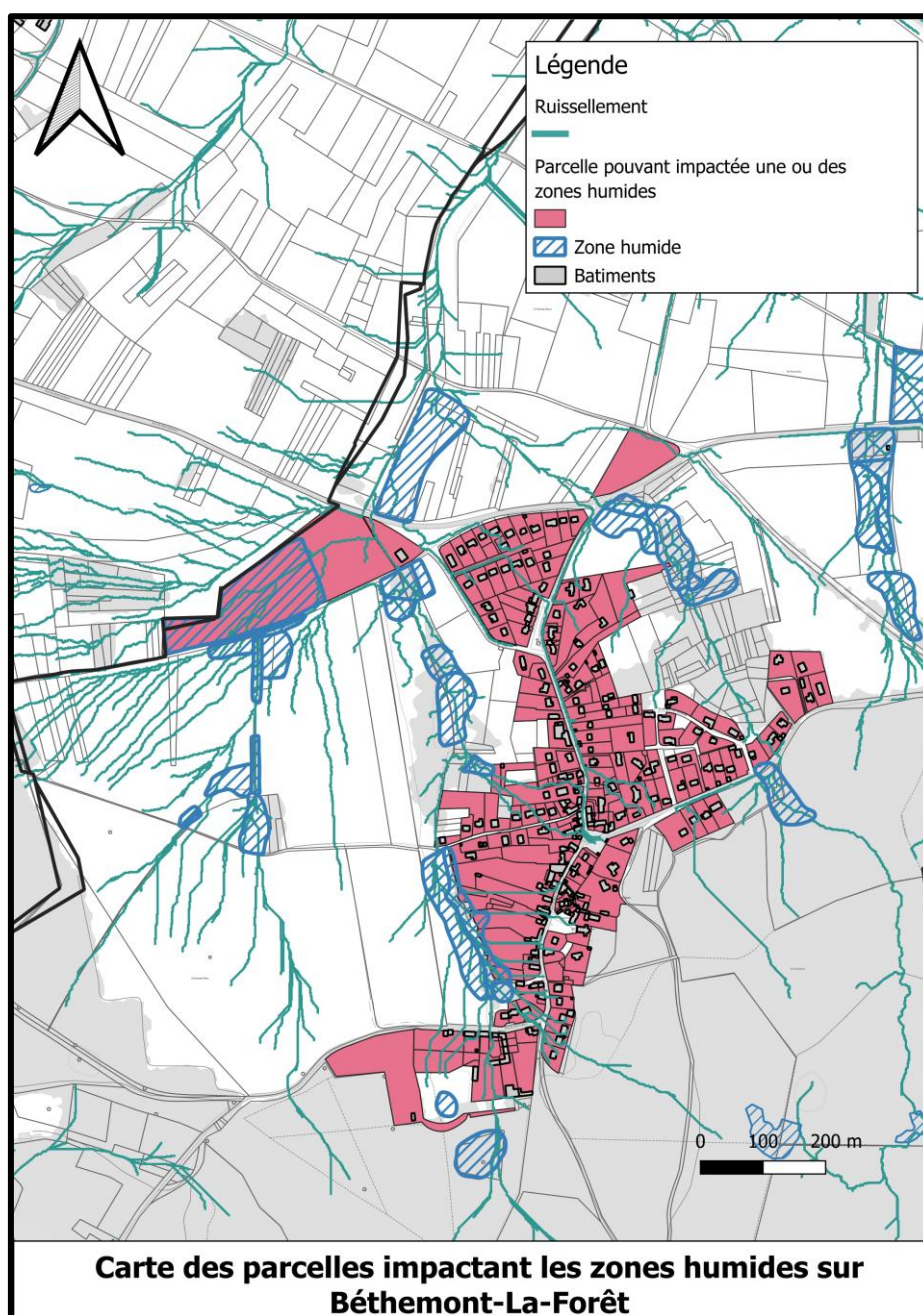 Légende
Ruissellement
Parcelle pouvant impactée une ou des
zones humides
Zone humide
Batiments
0 100 200 m
Carte des parcelles impactant les zones humides sur
Béthemont-La-Forêt